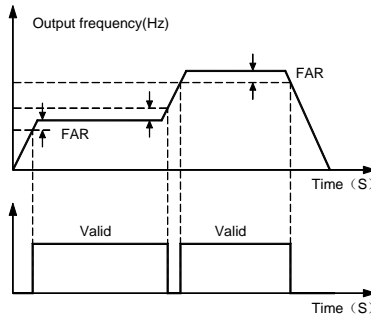 Output frequency(Hz)
FAR
FAR
Time（S）
Valid
Valid
Time（S）